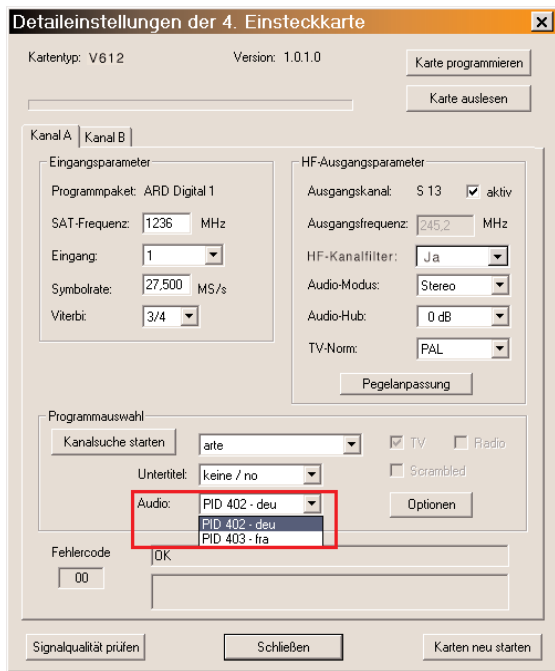 Detaileinstellungen der 4. Einsteckkarte
Kartentyp: V612 Version: 1.0.1.0
Karte programmieren
Karte auslesen
Kanal A Kanal B
Eingangsparameter
Programmpaket: ARD Digital 1
SAT-Frequenz: 1236 MHz
Eingang: 1
Symbolrate: 27,500 MS/s
Viterbi: 3/4
HF-Ausgangsparameter
Ausgangskanal: S 13 aktiv
Ausgangsfrequenz: 245,2 MHz
HF-Kanalfilter: Ja
Audio-Modus: Stereo
Audio-Hub: 0 dB
TV-Norm: PAL
Pegelanpassung
Programmauswahl
Kanalsuche starten arte TV Radio
Untertitel: keine / no Scrambled
Audio: PID 402 - deu Optionen
PID 402 - deu
PID 403 - fra
Fehlercode OK
00
Signalqualität prüfen Schließen Karten neu starten